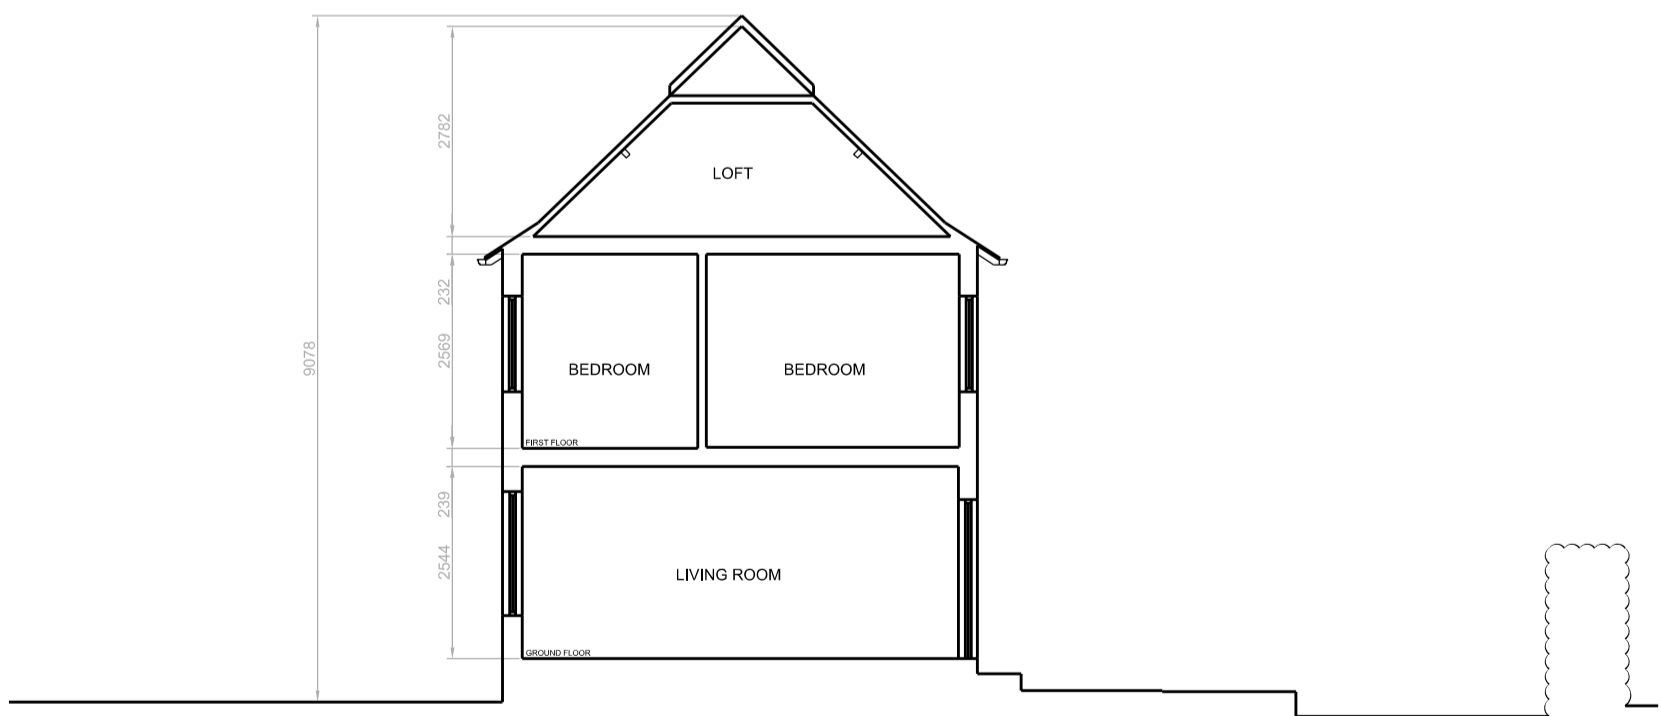 2782
LOFT
232
9078
2569
BEDROOM
BEDROOM
FIRST FLOOR
239
2544
LIVING ROOM
GROUND FLOOR